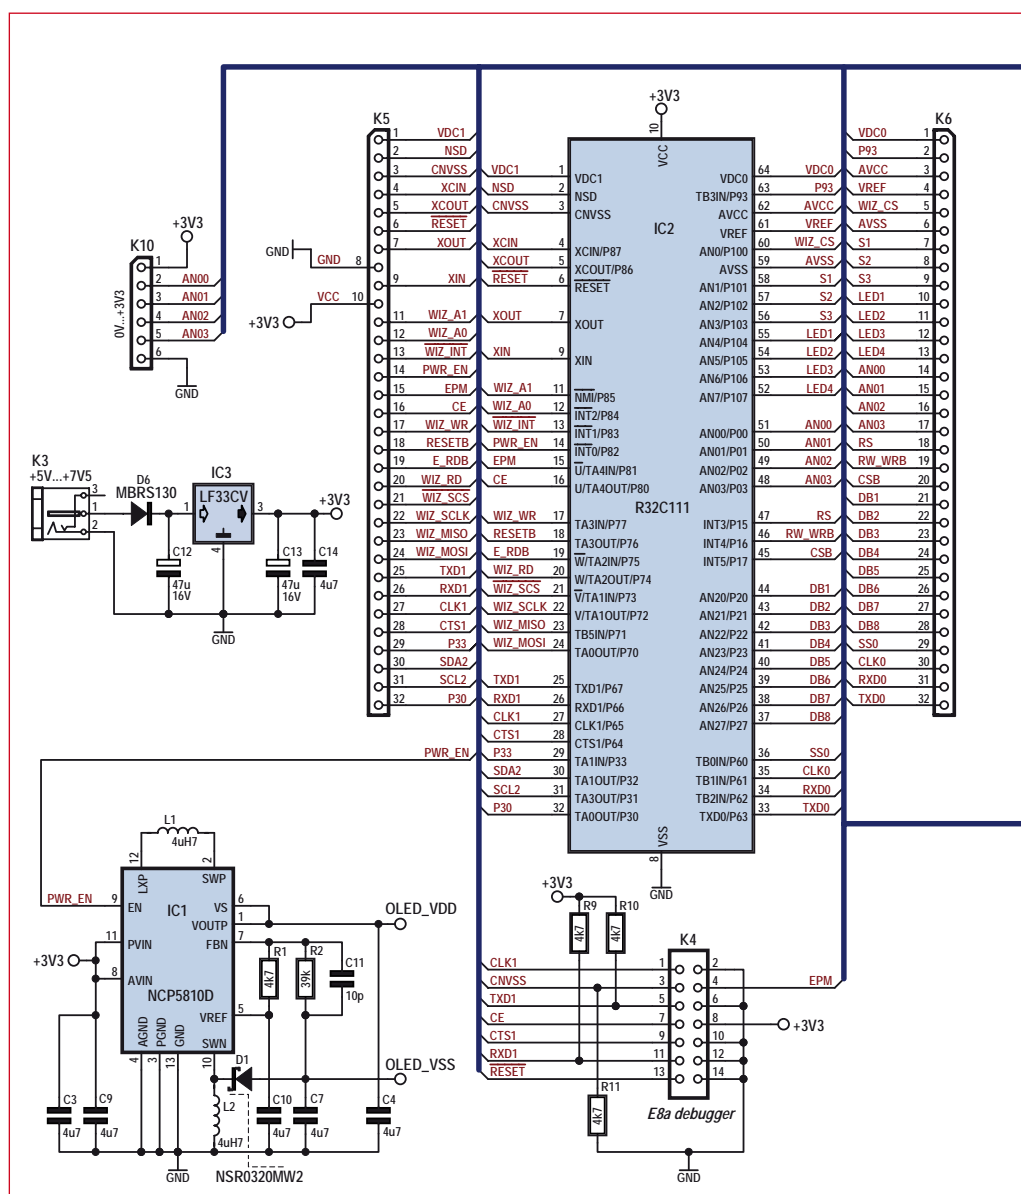 +3V3
K10
1
2 AN00
3 AN01
4 AN02
5 AN03
6
0V...+3V3
GND
K5
1 VDC1
2 NSD
3 CNVSS
4 XCIN
5 XCOUT
6 RESET
7 XOUT
GND GND 8
9 XIN
VCC 10
+3V3
11 WIZ_A1
12 WIZ_A0
13 WIZ_INT
14 PWR_EN
15 EPM
16 CE
17 WIZ_WR
18 RESETB
19 E_RDB
20 WIZ_RD
21 WIZ_SCS
22 WIZ_SCLK
23 WIZ_MISO
24 WIZ_MOSI
25 TXD1
26 RXD1
27 CLK1
28 CTS1
29 P33
30 SDA2
31 SCL2
32 P30
+3V3
10
VCC
IC2
R32C111
VDC1 1 VDC1
NSD 2 NSD
CNVSS 3 CNVSS
XCIN 4 XCIN/P87
XCOUT 5 XCOUT/P86
RESET 6 RESET
XOUT 7 XOUT
XIN 9 XIN
WIZ_A1 11 NMI/P85
WIZ_A0 12 INT2/P84
WIZ_INT 13 INT1/P83
PWR_EN 14 INT0/P82
EPM 15 U/TA4IN/P81
CE 16 U/TA4OUT/P80
WIZ_WR 17 TA3IN/P77
RESETB 18 TA3OUT/P76
E_RDB 19 W/TA2IN/P75
WIZ_RD 20 W/TA2OUT/P74
WIZ_SCS 21 V/TA1IN/P73
WIZ_SCLK 22 V/TA1OUT/P72
WIZ_MISO 23 TB5IN/P71
WIZ_MOSI 24 TA0OUT/P70
TXD1 25 TXD1/P67
RXD1 26 RXD1/P66
CLK1 27 CLK1/P65
CTS1 28 CTS1/P64
P33 29 TA1IN/P33
SDA2 30 TA1OUT/P32
SCL2 31 TA3OUT/P31
P30 32 TA0OUT/P30
VDC0 64 VDC0
TB3IN/P93 63 P93
AVCC 62 AVCC
VREF 61 VREF
AN0/P100 60 WIZ_CS
AVSS 59 AVSS
AN1/P101 58 S1
AN2/P102 57 S2
AN3/P103 56 S3
AN4/P104 55 LED1
AN5/P105 54 LED2
AN6/P106 53 LED3
AN7/P107 52 LED4
AN00/P00 51 AN00
AN01/P01 50 AN01
AN02/P02 49 AN02
AN03/P03 48 AN03
INT3/P15 47 RS
INT4/P16 46 RW_WRB
INT5/P17 45 CSB
AN20/P20 44 DB1
AN21/P21 43 DB2
AN22/P22 42 DB3
AN23/P23 41 DB4
AN24/P24 40 DB5
AN25/P25 39 DB6
AN26/P26 38 DB7
AN27/P27 37 DB8
TB0IN/P60 36 SS0
TB1IN/P61 35 CLK0
TB2IN/P62 34 RXD0
TXD0/P63 33 TXD0
VSS
8
GND
K6
VDC0 1
P93 2
AVCC 3
VREF 4
WIZ_CS 5
AVSS 6
S1 7
S2 8
S3 9
LED1 10
LED2 11
LED3 12
LED4 13
AN00 14
AN01 15
AN02 16
AN03 17
RS 18
RW_WRB 19
CSB 20
DB1 21
DB2 22
DB3 23
DB4 24
DB5 25
DB6 26
DB7 27
DB8 28
SS0 29
CLK0 30
RXD0 31
TXD0 32
K3
+5V...+7V5
3
1
2
D6
MBRS130
IC3
LF33CV
1
3
4
+3V3
C12
47u
16V
C13
47u
16V
C14
4u7
GND
PWR_EN
L1
4uH7
12
2
LXP
SWP
PWR_EN 9 EN
IC1
VS 6
VOUTP 1
OLED_VDD
11 PVIN
FBN 7
+3V3
8 AVIN
NCP5810D
VREF 5
AGND
PGND
GND
SWN
4
3
13
10
R1
4k7
R2
39k
C11
10p
D1
OLED_VSS
C3
4u7
C9
4u7
L2
4uH7
C10
4u7
C7
4u7
C4
4u7
GND
NSR0320MW2
+3V3
R9
4k7
R10
4k7
K4
CLK1 1
2
CNVSS 3
4 EPM
TXD1 5
6
CE 7
8 +3V3
CTS1 9
10
RXD1 11
12
RESET 13
14
R11
4k7
E8a debugger
GND